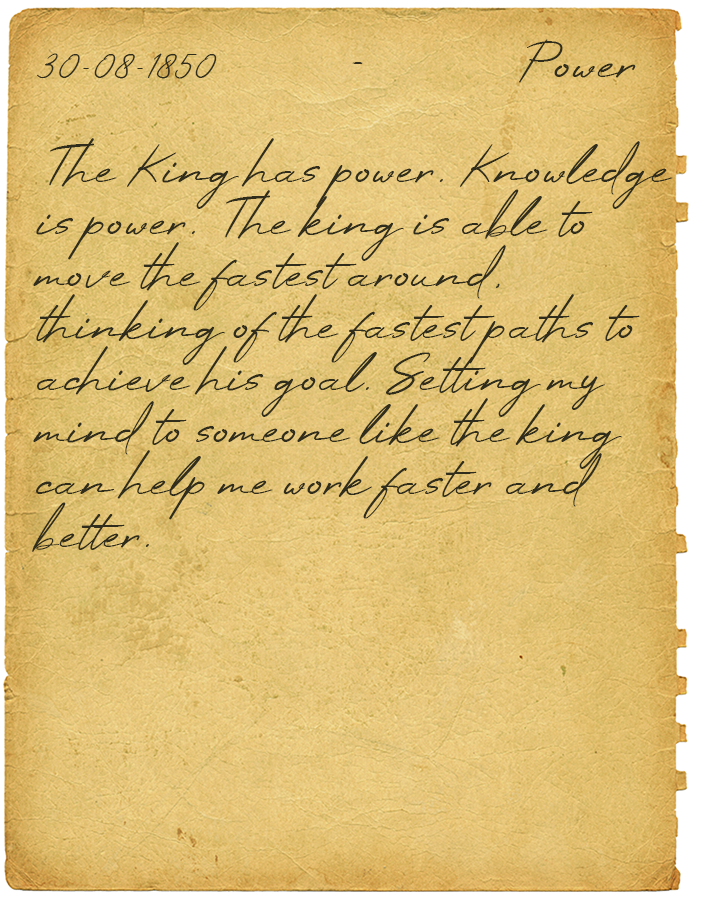 30-08-1850 - Power
The King has power. Knowledge
is power. The king is able to
move the fastest around.
thinking of the fastest paths to
achieve his goal. Setting my
mind to someone like the king
can help me work faster and
better.